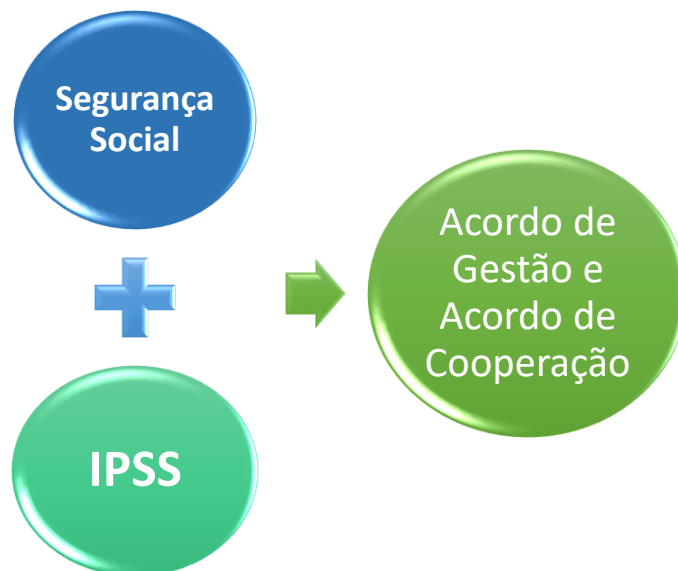 Segurança
Social
IPSS
Acordo de
Gestão e
Acordo de
Cooperação